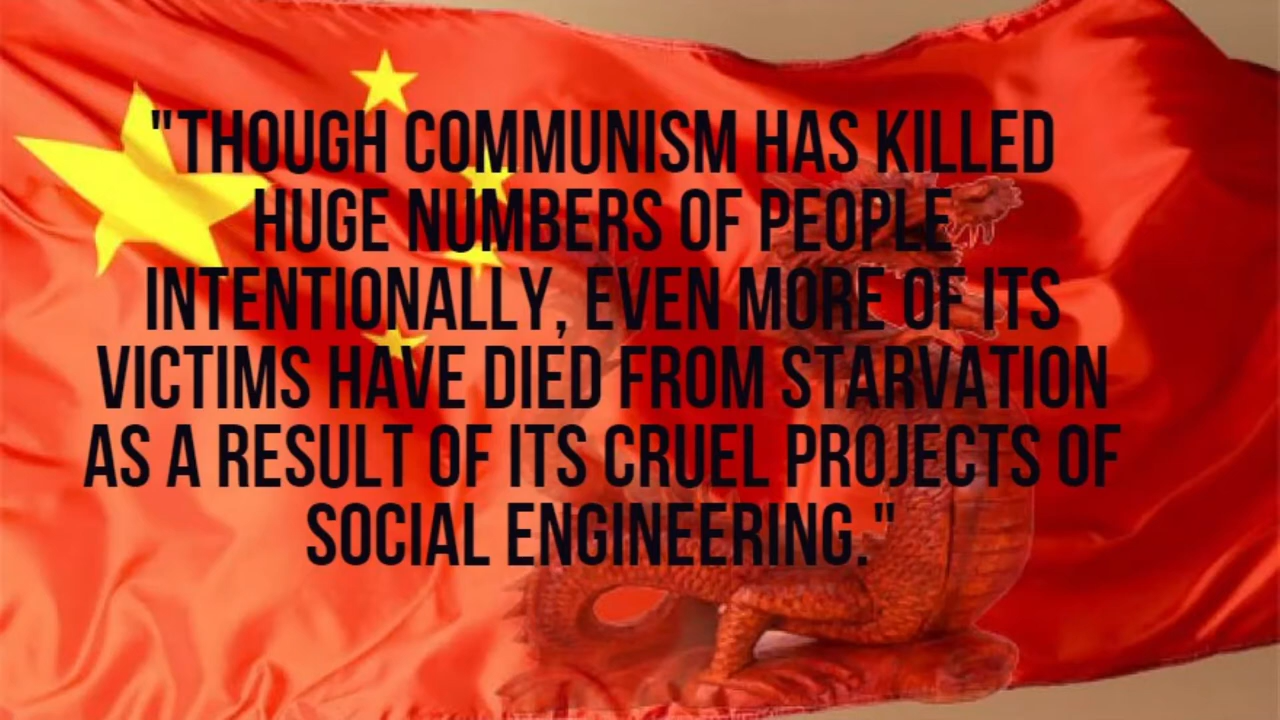 "THOUGH COMMUNISM HAS KILLED
HUGE NUMBERS OF PEOPLE
INTENTIONALLY, EVEN MORE OF ITS
VICTIMS HAVE DIED FROM STARVATION
AS A RESULT OF ITS CRUEL PROJECTS OF
SOCIAL ENGINEERING."